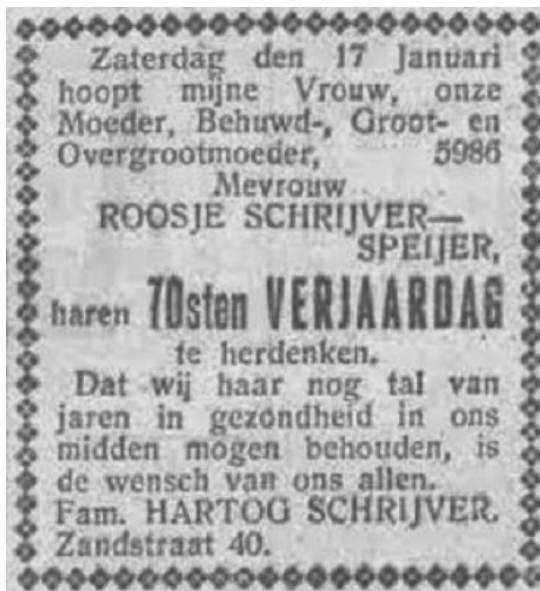 Zaterdag den 17 Januari
hoopt mijne Vrouw, onze
Moeder, Behuwd-, Groot- en
Overgrootmoeder, 5986
Mevrouw
ROOSJE SCHRIJVER—
SPEIJER,
haren 70sten VERJAARDAG
te herdenken.
Dat wij haar nog tal van
jaren in gezondheid in ons
midden mogen behouden, is
de wensch van ons allen.
Fam. HARTOG SCHRIJVER.
Zandstraat 40.